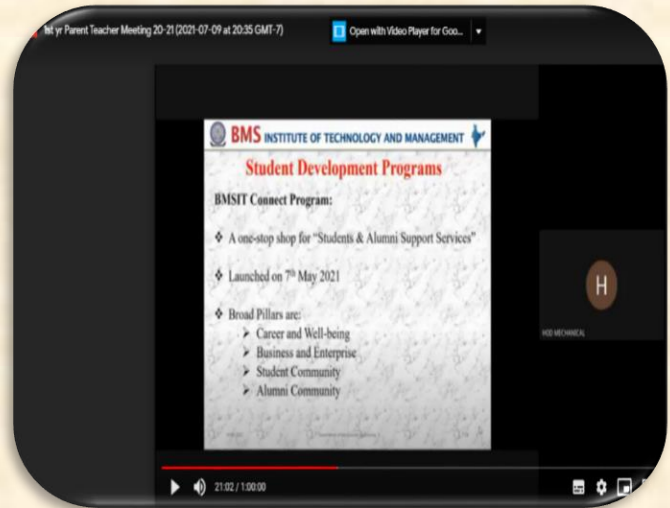 Ist yr Parent Teacher Meeting 20-21 (2021-07-09 at 20:35 GMT-7)
Open with Video Player for Goo...
BMS INSTITUTE OF TECHNOLOGY AND MANAGEMENT
Student Development Programs
BMSIT Connect Program:
❖ A one-stop shop for "Students & Alumni Support Services"
❖ Launched on 7th May 2021
❖ Broad Pillars are:
➢ Career and Well-being
➢ Business and Enterprise
➢ Student Community
➢ Alumni Community
H
HOD MECHANICAL
21:02 / 1:00:00